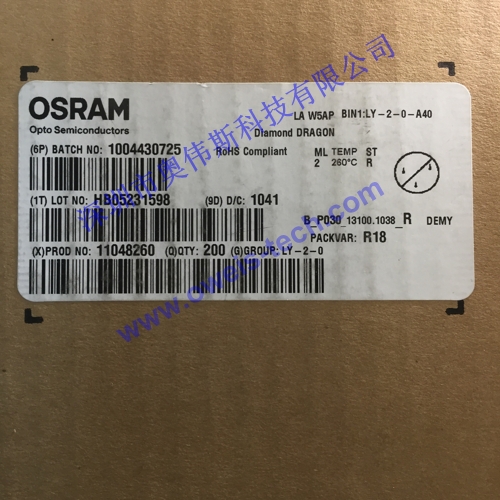 OSRAM
Opto Semiconductors
LA W5AP BIN1:LY-2-0-A40
Diamond DRAGON
(6P) BATCH NO: 1004430725
RoHS Compliant
ML TEMP ST
2 260°C R
(1T) LOT NO: HB05231598 (9D) D/C: 1041
B_P030_13100.1038_R DEMY
PACKVAR: R18
(X)PROD NO: 11048260 (Q)QTY: 200 (G)GROUP: LY-2-0
深圳市奥伟斯科技有限公司
www.oweis-tech.com